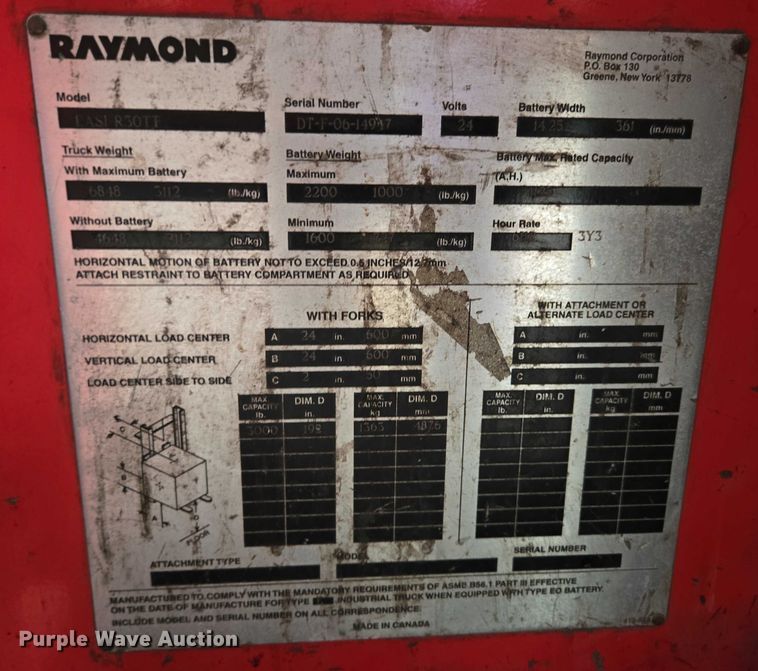 RAYMOND
Raymond Corporation
P.O. Box 130
Greene, New York 13778
Model
Serial Number
Volts
Battery Width
EASI R30TT
DT-F-06-14947
24
14.25 361 (in./mm)
Truck Weight
Battery Weight
Battery Max. Rated Capacity
With Maximum Battery
Maximum
(A.H.)
6848 3112 (lb./kg)
2200 1000 (lb./kg)
Without Battery
Minimum
Hour Rate
4648 2112 (lb./kg)
1600 (lb./kg)
3Y3
HORIZONTAL MOTION OF BATTERY NOT TO EXCEED 0.5 INCHES/12.7mm
ATTACH RESTRAINT TO BATTERY COMPARTMENT AS REQUIRED
WITH FORKS
WITH ATTACHMENT OR
ALTERNATE LOAD CENTER
HORIZONTAL LOAD CENTER A 24 in. 600 mm A in. mm
VERTICAL LOAD CENTER B 24 in. 600 mm B in. mm
LOAD CENTER SIDE TO SIDE C 2 in. 50 mm C in. mm
MAX. CAPACITY lb. DIM. D in. MAX. CAPACITY kg DIM. D mm MAX. CAPACITY lb. DIM. D in. MAX. CAPACITY kg DIM. D mm
3000 198 1363 4876
A
D
FLOOR
ATTACHMENT TYPE
MODEL
SERIAL NUMBER
MANUFACTURED TO COMPLY WITH THE MANDATORY REQUIREMENTS OF ASME B56.1 PART III EFFECTIVE
ON THE DATE OF MANUFACTURE FOR TYPE INDUSTRIAL TRUCK WHEN EQUIPPED WITH TYPE EO BATTERY.
INCLUDE MODEL AND SERIAL NUMBER ON ALL CORRESPONDENCE
MADE IN CANADA
Purple Wave Auction